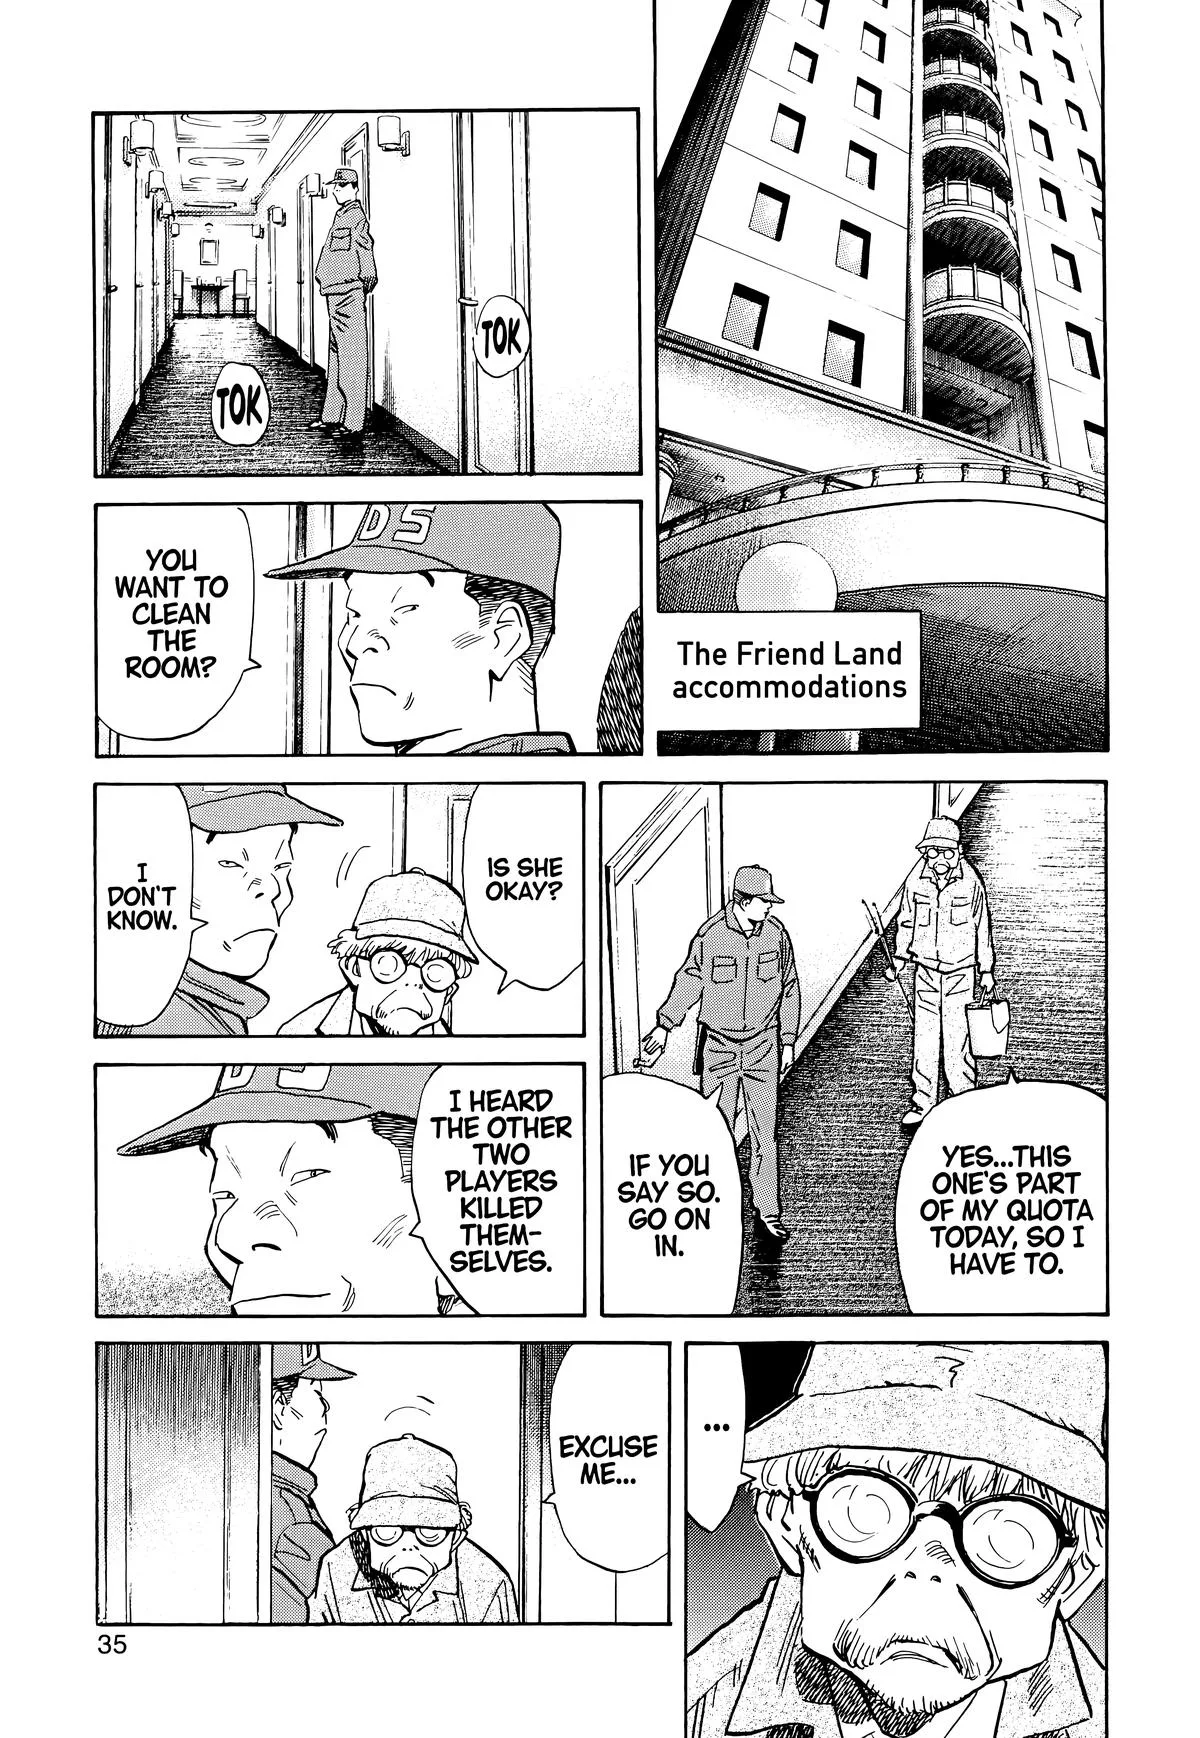 The Friend Land
accommodations
TOK
TOK
YOU
WANT TO
CLEAN
THE
ROOM?
DS
YES...THIS
ONE'S PART
OF MY QUOTA
TODAY, SO I
HAVE TO.
IF YOU
SAY SO.
GO ON
IN.
IS SHE
OKAY?
I
DON'T
KNOW.
I HEARD
THE OTHER
TWO
PLAYERS
KILLED
THEM-
SELVES.
...
EXCUSE
ME...
35